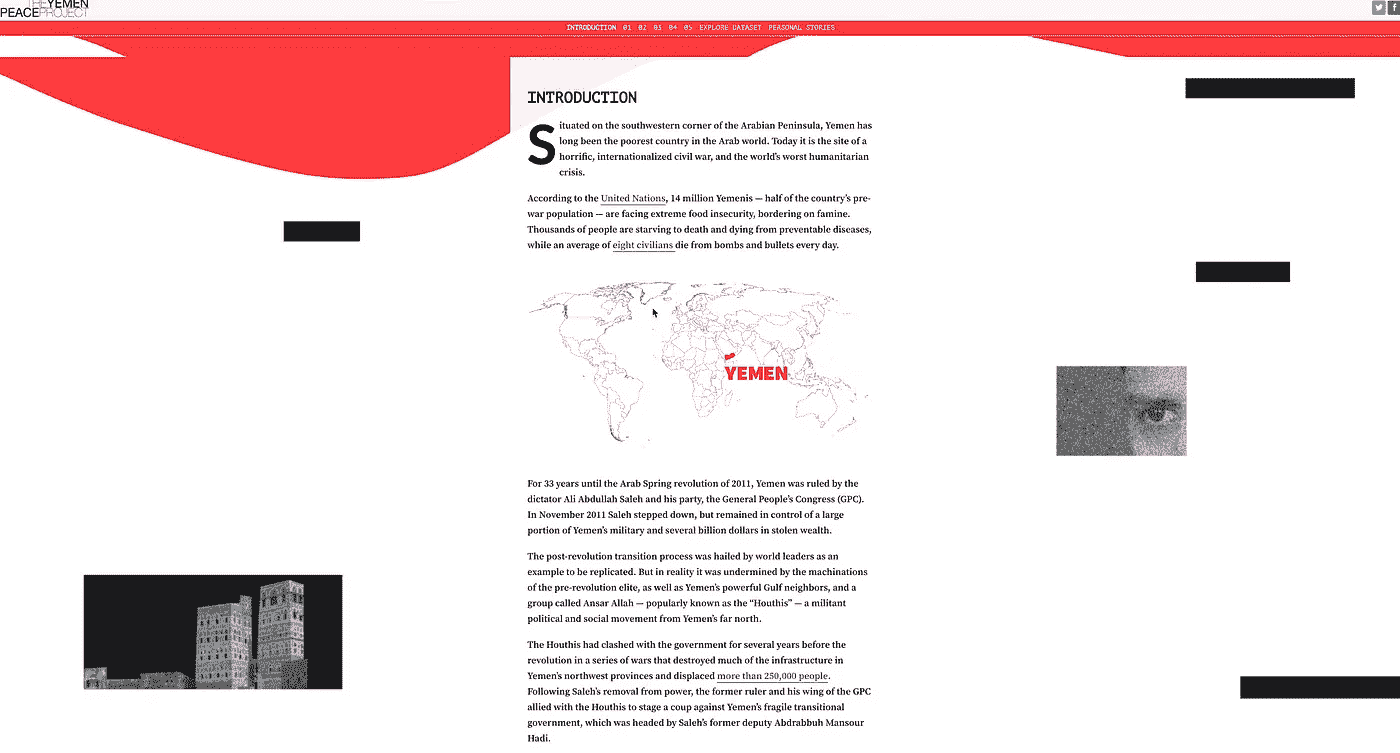 THE YEMEN
PEACE PROJECT
INTRODUCTION 01 02 03 04 05 EXPLORE DATASET PERSONAL STORIES
INTRODUCTION
Situated on the southwestern corner of the Arabian Peninsula, Yemen has
long been the poorest country in the Arab world. Today it is the site of a
horrific, internationalized civil war, and the world's worst humanitarian
crisis.
According to the United Nations, 14 million Yemenis — half of the country's pre-
war population — are facing extreme food insecurity, bordering on famine.
Thousands of people are starving to death and dying from preventable diseases,
while an average of eight civilians die from bombs and bullets every day.
YEMEN
For 33 years until the Arab Spring revolution of 2011, Yemen was ruled by the
dictator Ali Abdullah Saleh and his party, the General People's Congress (GPC).
In November 2011 Saleh stepped down, but remained in control of a large
portion of Yemen's military and several billion dollars in stolen wealth.
The post-revolution transition process was hailed by world leaders as an
example to be replicated. But in reality it was undermined by the machinations
of the pre-revolution elite, as well as Yemen's powerful Gulf neighbors, and a
group called Ansar Allah — popularly known as the “Houthis” — a militant
political and social movement from Yemen's far north.
The Houthis had clashed with the government for several years before the
revolution in a series of wars that destroyed much of the infrastructure in
Yemen's northwest provinces and displaced more than 250,000 people.
Following Saleh's removal from power, the former ruler and his wing of the GPC
allied with the Houthis to stage a coup against Yemen's fragile transitional
government, which was headed by Saleh's former deputy Abdrabbuh Mansour
Hadi.